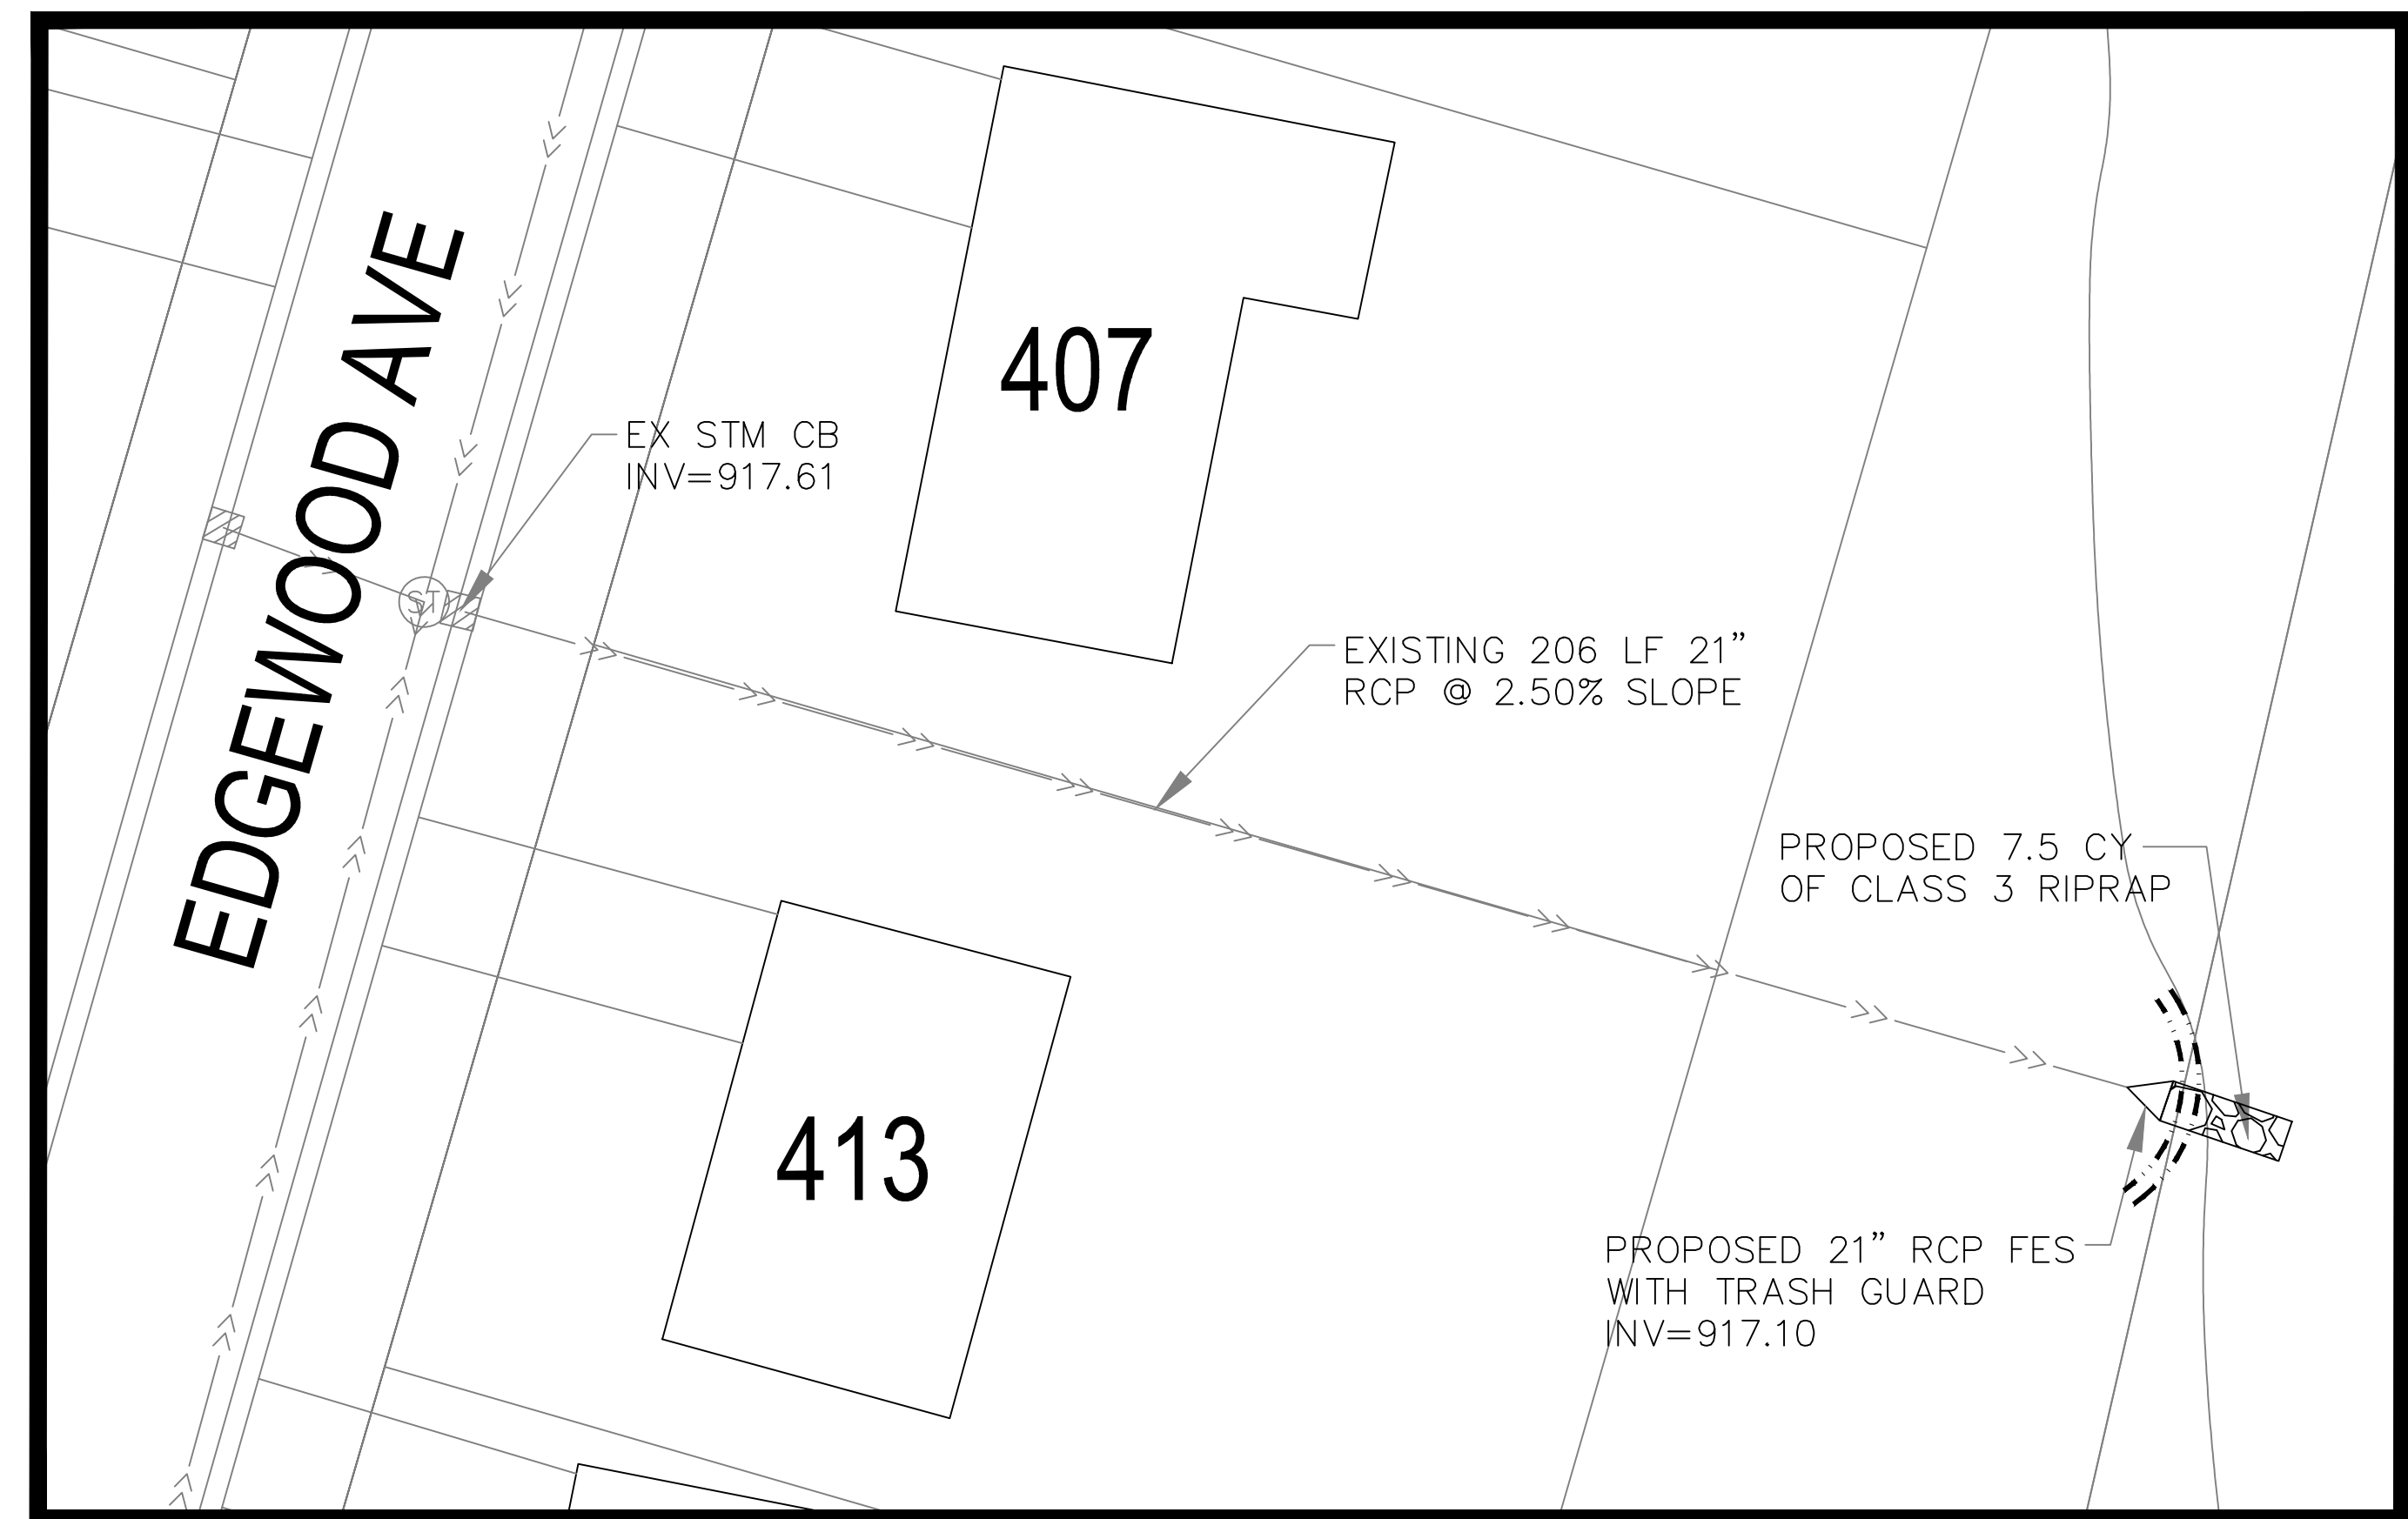 EDGEWOOD AVE
407
EX STM CB
INV=917.61
ST
EXISTING 206 LF 21”
RCP @ 2.50% SLOPE
PROPOSED 7.5 CY
OF CLASS 3 RIPRAP
413
PROPOSED 21” RCP FES
WITH TRASH GUARD
INV=917.10